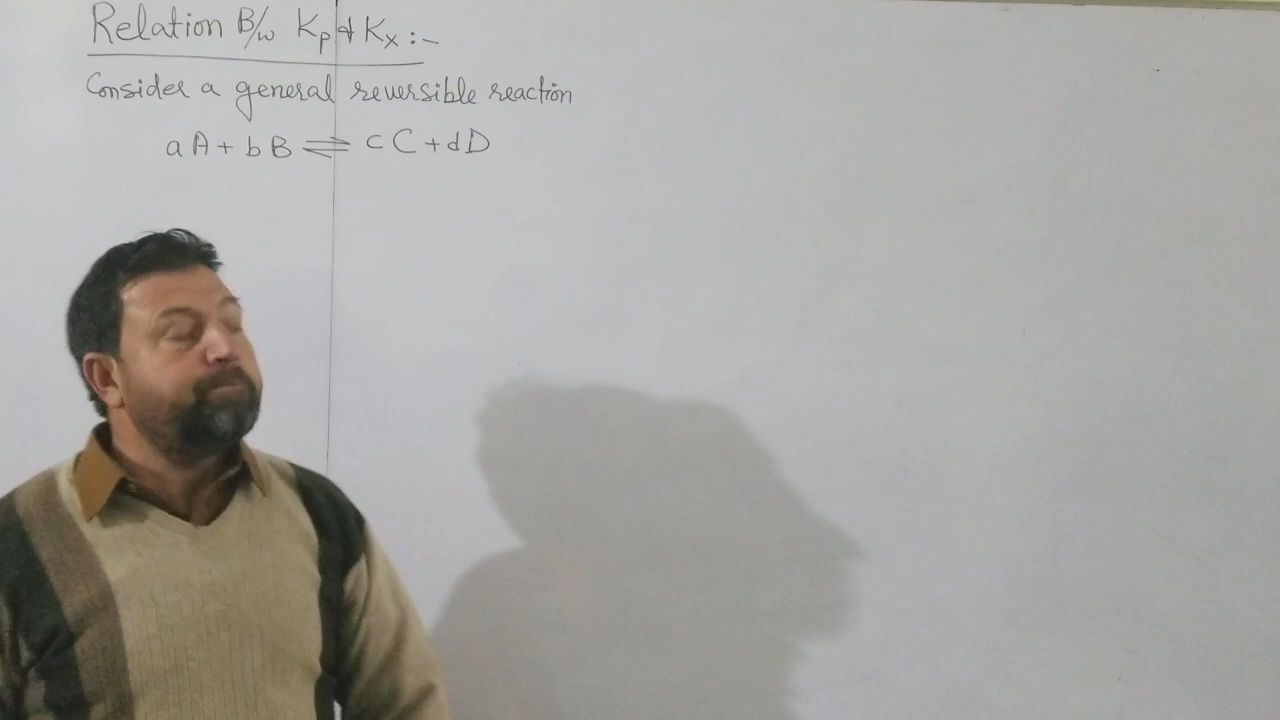 Relation B/w Kp & Kx :-
Consider a general reversible reaction
aA + bB ⇌ cC + dD